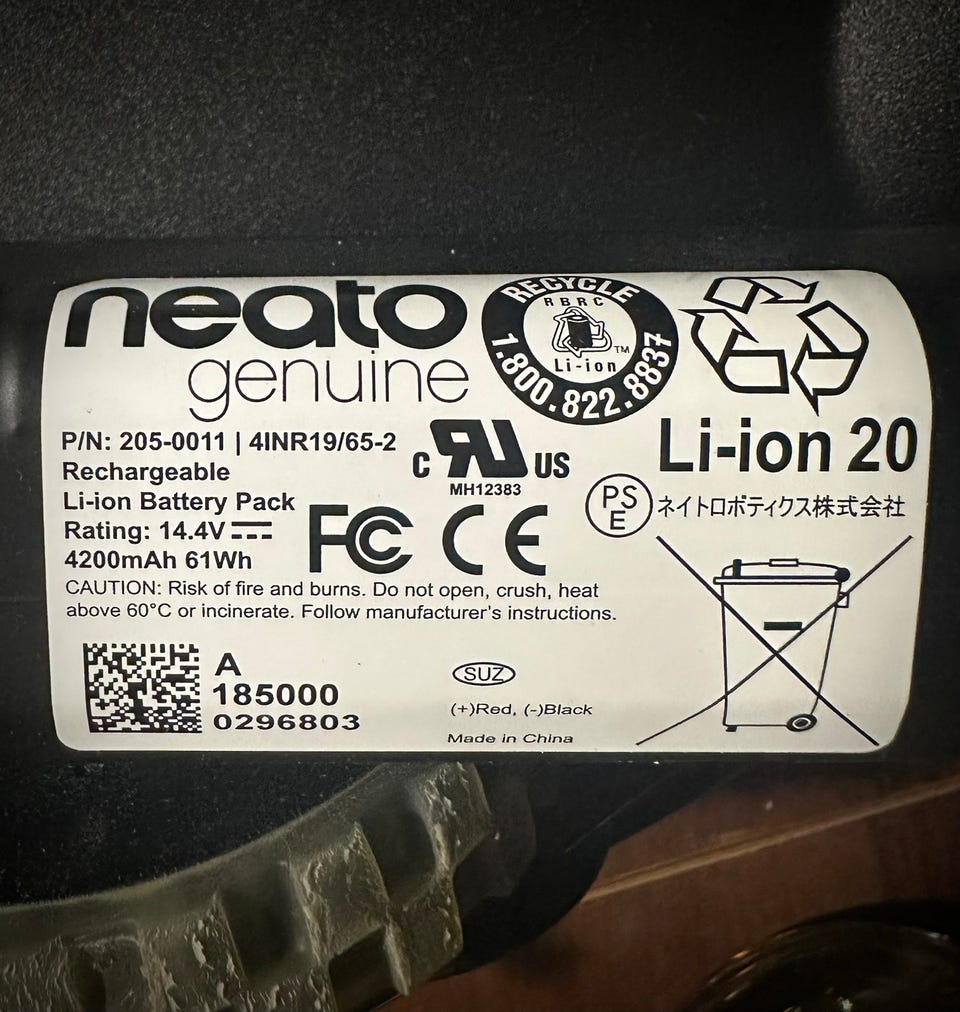 neato
genuine
RECYCLE
RBRC
TM
Li-ion
1.800.822.8837
P/N: 205-0011 | 4INR19/65-2
Rechargeable
Li-ion Battery Pack
Rating: 14.4V
4200mAh 61Wh
C RU US
MH12383
FC CE
Li-ion 20
PSE ネイトロボティクス株式会社
CAUTION: Risk of fire and burns. Do not open, crush, heat
above 60°C or incinerate. Follow manufacturer's instructions.
A
185000
0296803
SUZ
(+)Red, (-)Black
Made in China